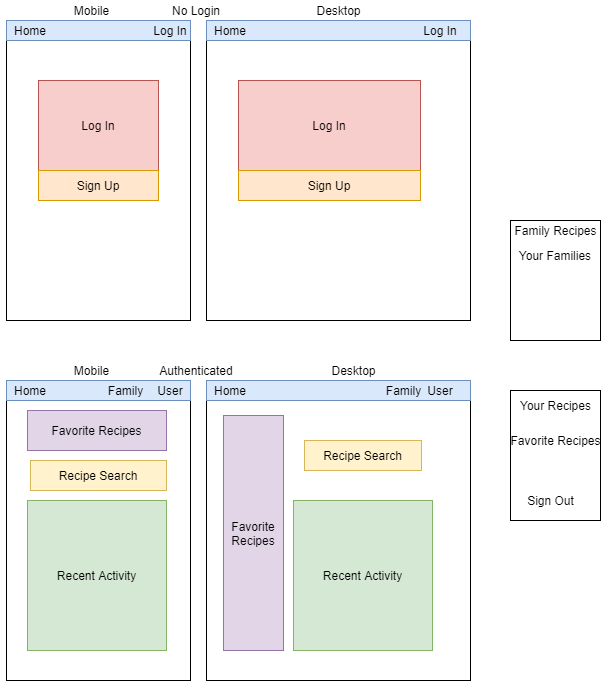 Mobile
No Login
Desktop
Home
Log In
Home
Log In
Log In
Sign Up
Log In
Sign Up
Family Recipes
Your Families
Mobile
Authenticated
Desktop
Home
Family
User
Home
Family
User
Favorite Recipes
Recipe Search
Recent Activity
Favorite
Recipes
Recipe Search
Recent Activity
Your Recipes
Favorite Recipes
Sign Out